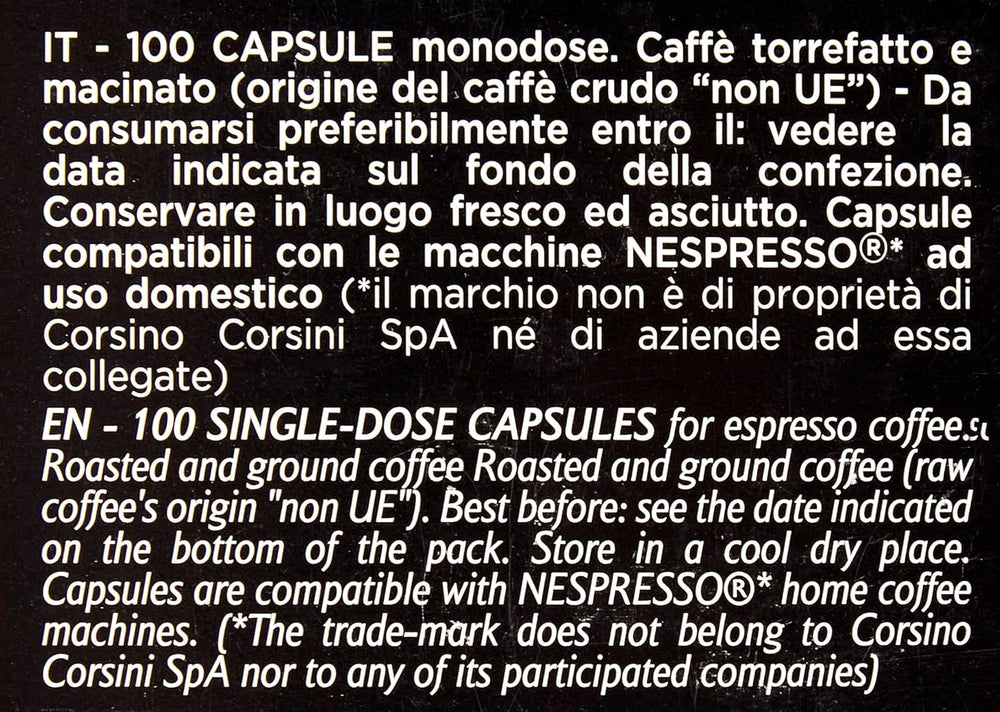 IT - 100 CAPSULE monodose. Caffè torrefatto e
macinato (origine del caffè crudo “non UE”) - Da
consumarsi preferibilmente entro il: vedere la
data indicata sul fondo della confezione.
Conservare in luogo fresco ed asciutto. Capsule
compatibili con le macchine NESPRESSO®* ad
uso domestico (*il marchio non è di proprietà di
Corsino Corsini SpA né di aziende ad essa
collegate)
EN - 100 SINGLE-DOSE CAPSULES for espresso coffee.
Roasted and ground coffee Roasted and ground coffee (raw
coffee's origin "non UE"). Best before: see the date indicated
on the bottom of the pack. Store in a cool dry place.
Capsules are compatible with NESPRESSO®* home coffee
machines. (*The trade-mark does not belong to Corsino
Corsini SpA nor to any of its participated companies)